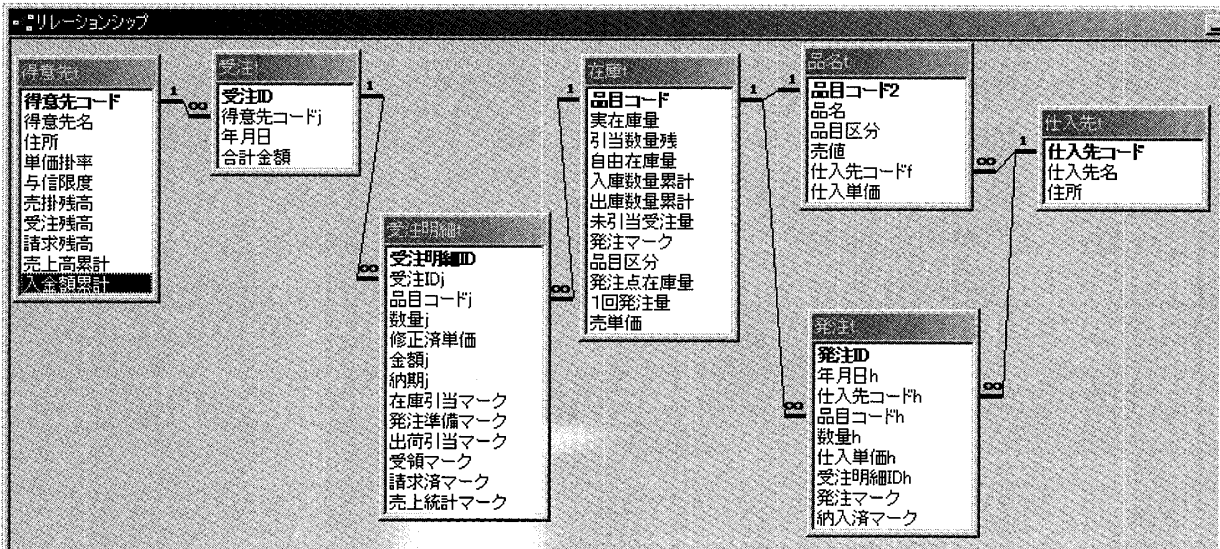 リレーションシップ
得意先t
得意先コード
得意先名
住所
単価掛率
与信限度
売掛残高
受注残高
請求残高
売上高累計
入金額累計
1
∞
受注t
受注ID
得意先コードj
年月日
合計金額
1
∞
受注明細t
受注明細ID
受注IDj
品目コードj
数量j
修正済単価
金額j
納期j
在庫引当マーク
発注準備マーク
出荷引当マーク
受領マーク
請求済マーク
売上統計マーク
∞
1
在庫t
品目コード
実在庫量
引当数量残
自由在庫量
入庫数量累計
出庫数量累計
未引当受注量
発注マーク
品目区分
発注点在庫量
1回発注量
売単価
1
1
∞
品名t
品目コード2
品名
品目区分
売値
仕入先コードf
仕入単価
∞
1
仕入先t
仕入先コード
仕入先名
住所
発注t
発注ID
年月日h
仕入先コードh
品目コードh
数量h
仕入単価h
受注明細IDh
発注マーク
納入済マーク
∞